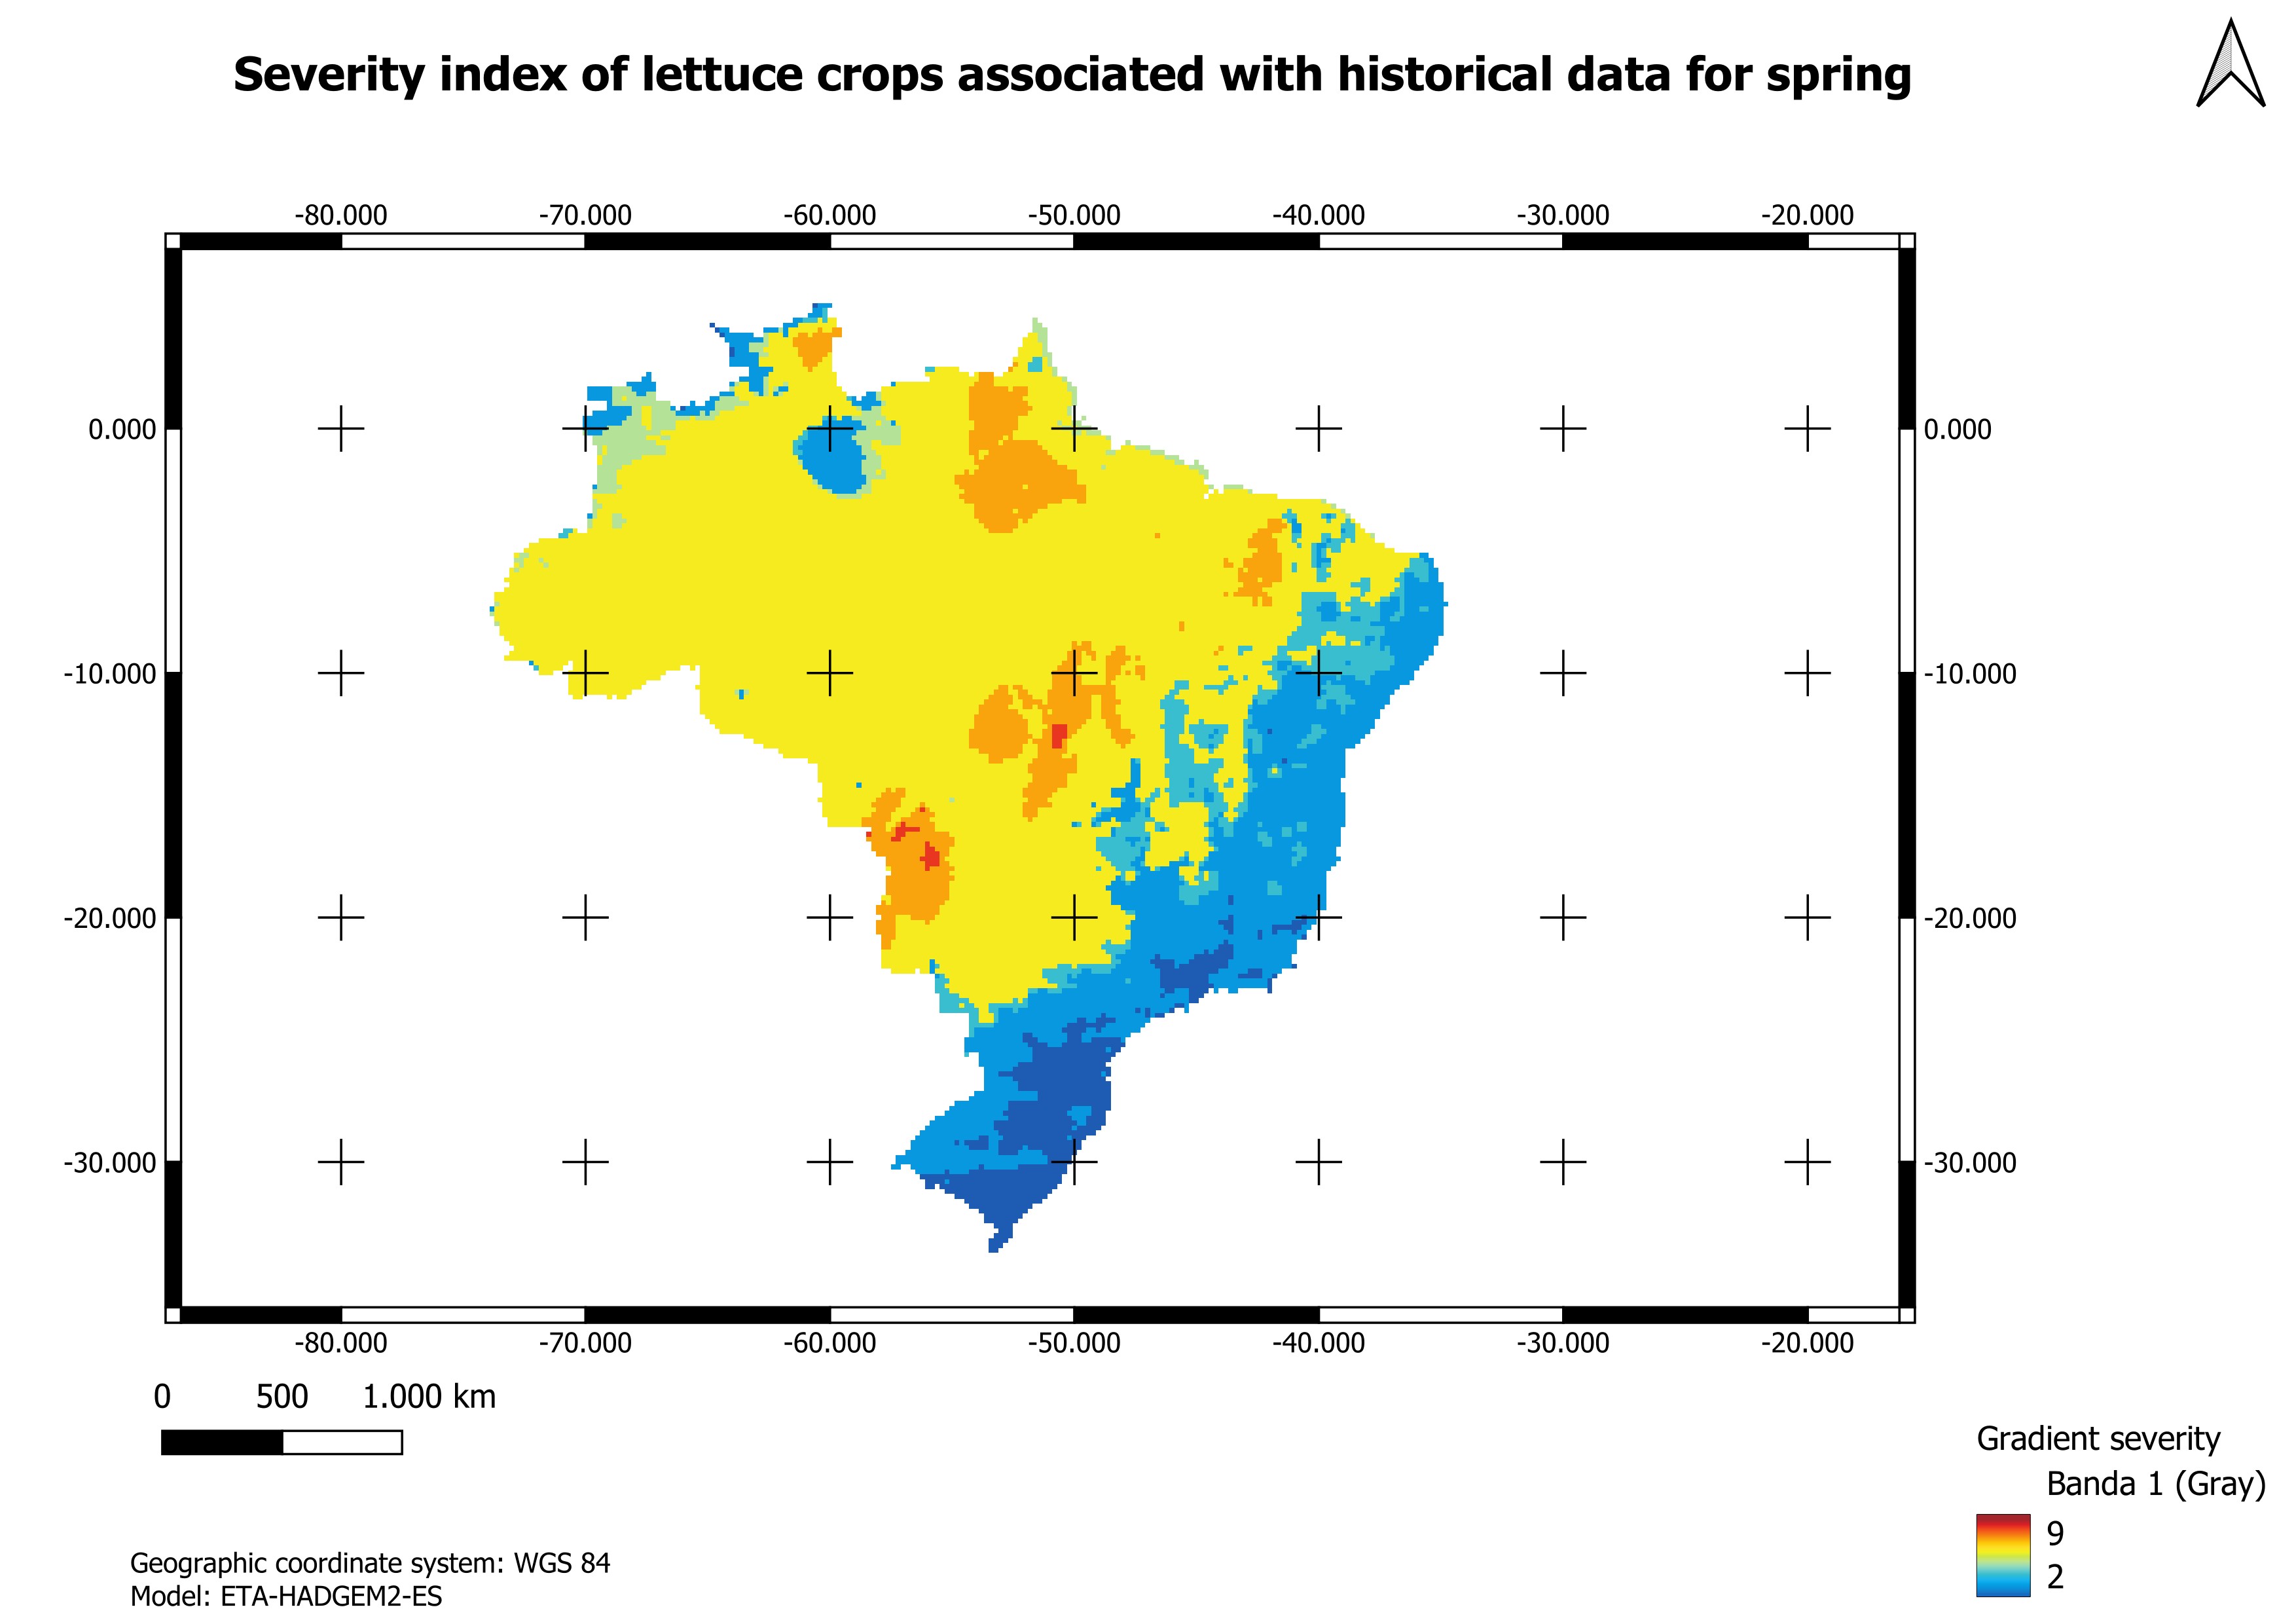 Severity index of lettuce crops associated with historical data for spring
-80.000 -70.000 -60.000 -50.000 -40.000 -30.000 -20.000
0.000 0.000
-10.000 -10.000
-20.000 -20.000
-30.000 -30.000
-80.000 -70.000 -60.000 -50.000 -40.000 -30.000 -20.000
0 500 1.000 km
Gradient severity
Banda 1 (Gray)
9
2
Geographic coordinate system: WGS 84
Model: ETA-HADGEM2-ES